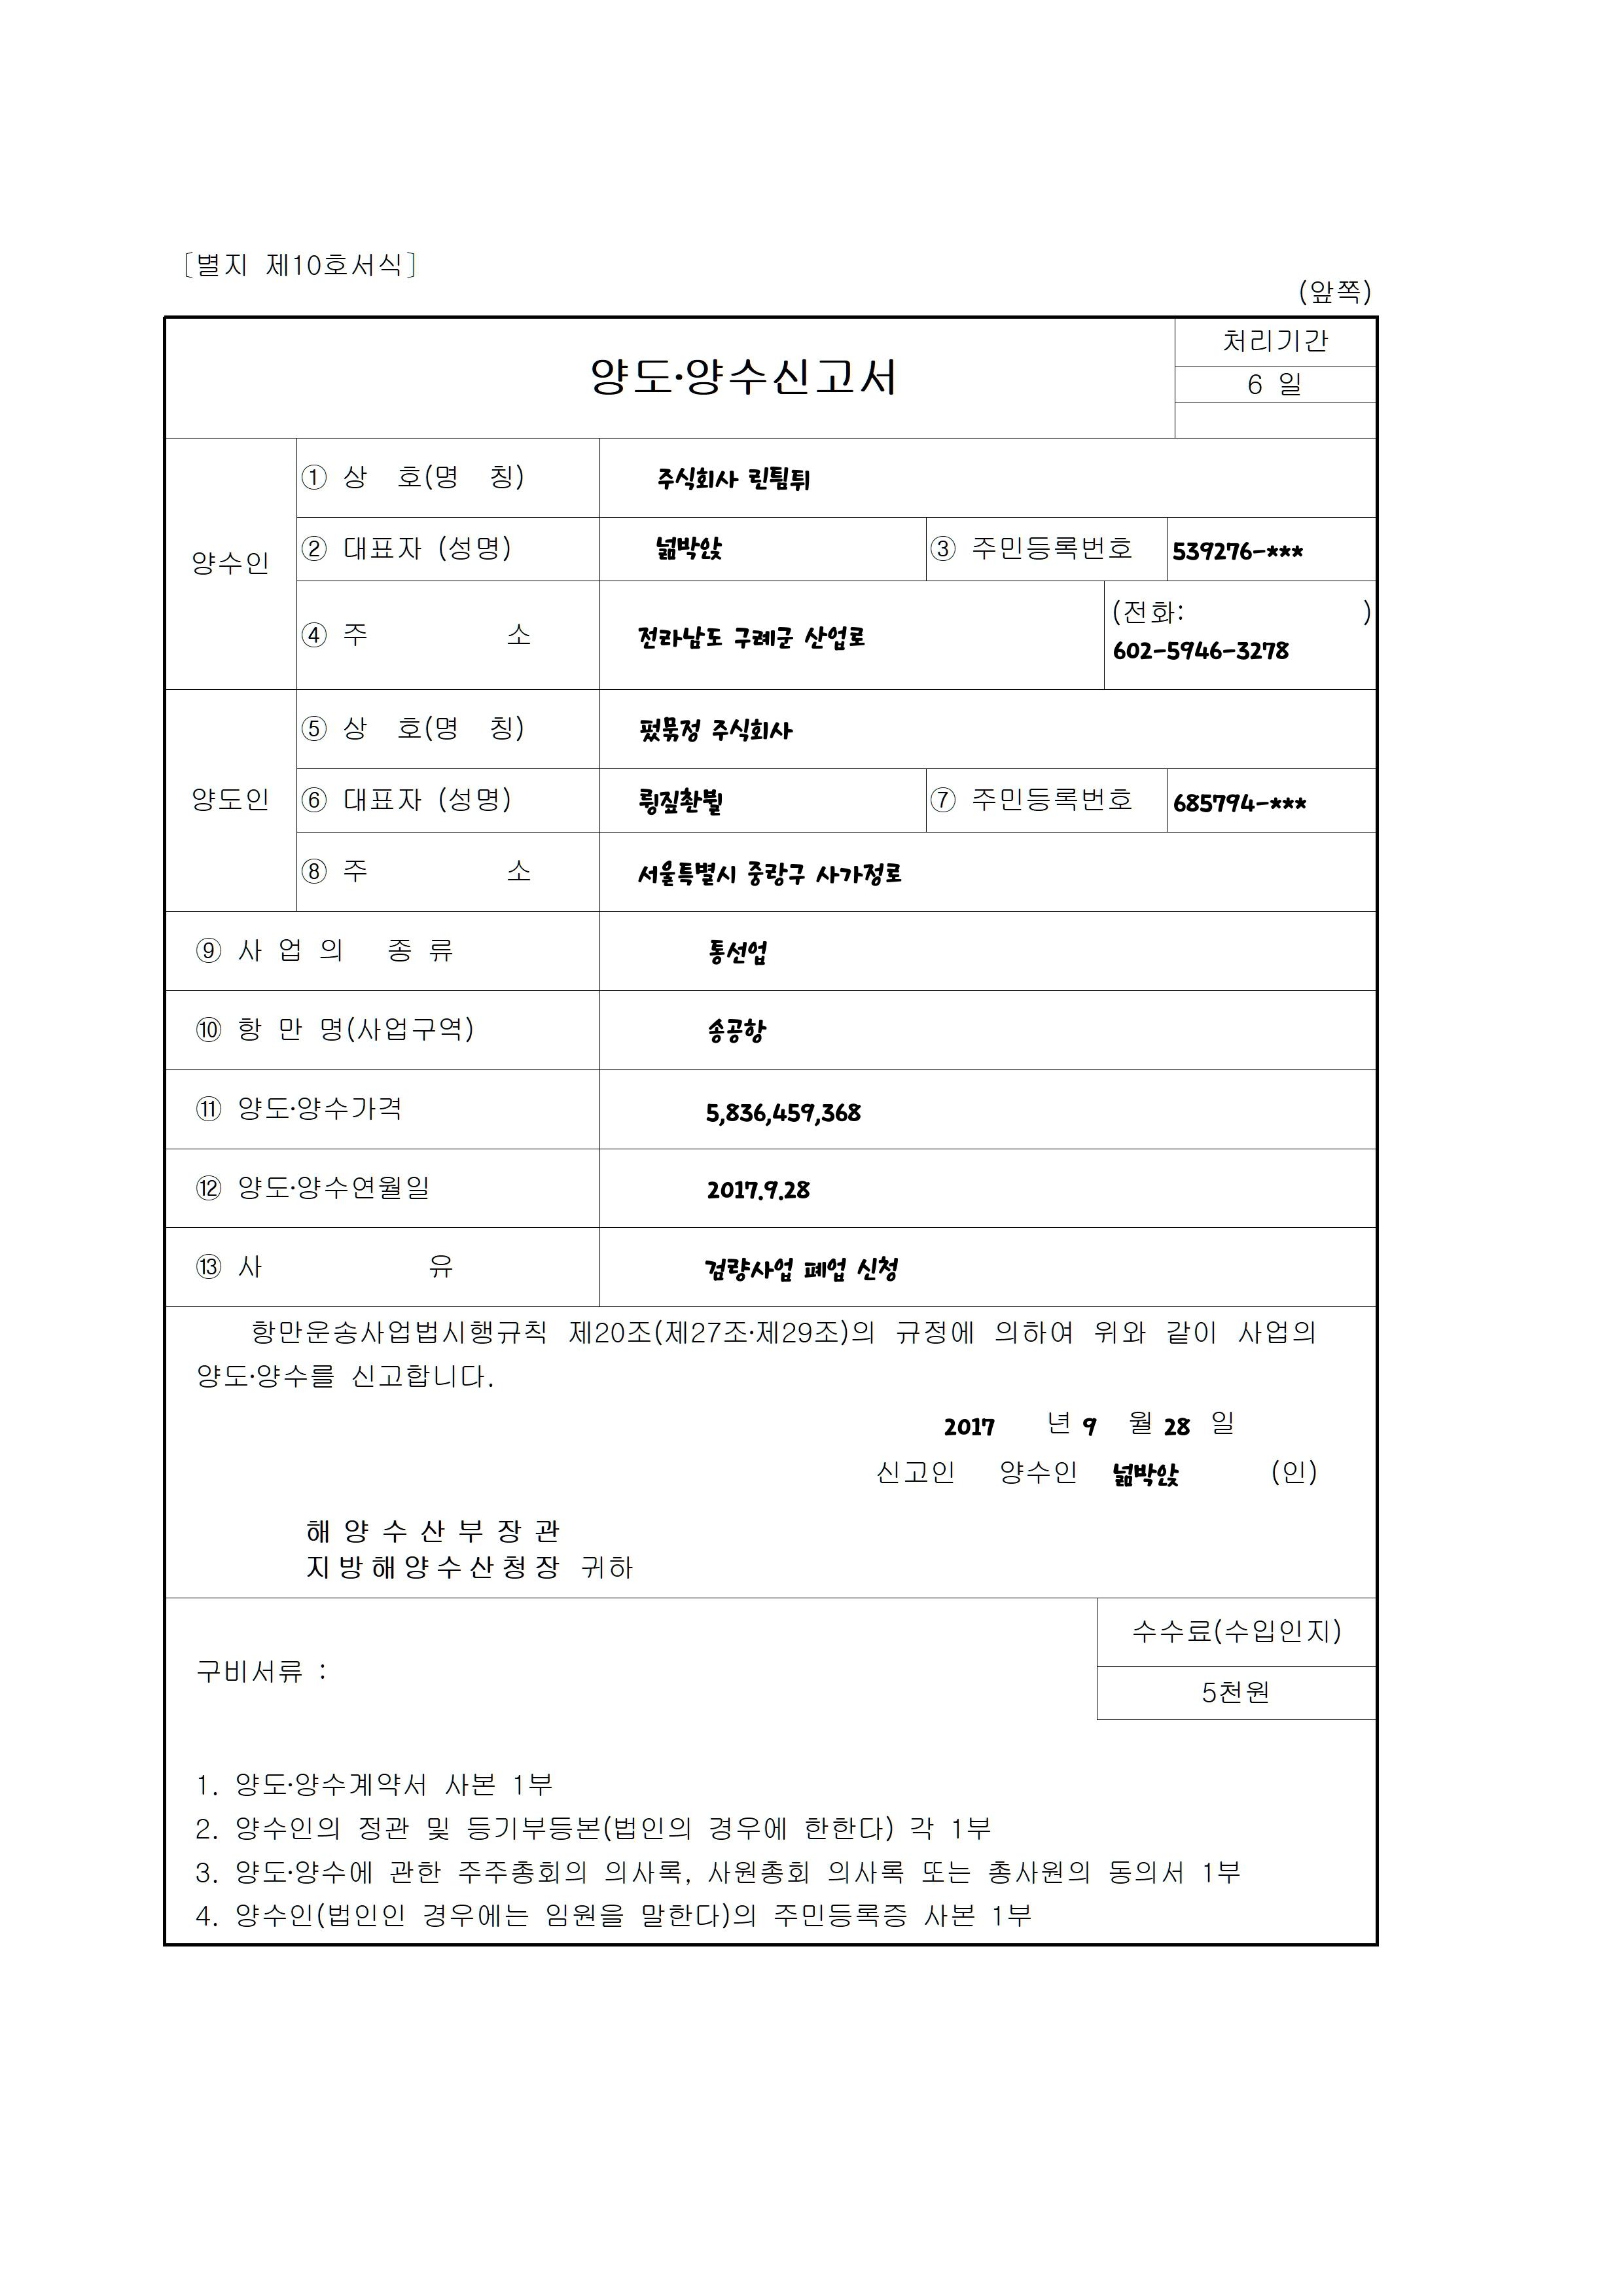 [별지 제10호서식]
(앞쪽)
양도·양수신고서
처리기간
6 일
양수인
① 상 호(명 칭)
주식회사 린튐튀
② 대표자 (성명)
넓박앉
③ 주민등록번호
539276-***
④ 주 소
전라남도 구례군 산업로
(전화: )
602-5946-3278
양도인
⑤ 상 호(명 칭)
주식회사
⑥ 대표자 (성명)
⑦ 주민등록번호
685794-***
⑧ 주 소
서울특별시 중랑구 사가정로
⑨ 사 업 의 종 류
통선업
⑩ 항 만 명(사업구역)
송공항
⑪ 양도·양수가격
5,836,459,368
⑫ 양도·양수연월일
2017.9.28
⑬ 사 유
검량사업 폐업 신청
항만운송사업법시행규칙 제20조(제27조·제29조)의 규정에 의하여 위와 같이 사업의
양도·양수를 신고합니다.
2017 년 9 월 28 일
신고인 양수인 넓박앉 (인)
해 양 수 산 부 장 관
지방해양수산청장 귀하
구비서류 :
수수료(수입인지)
5천원
1. 양도·양수계약서 사본 1부
2. 양수인의 정관 및 등기부등본(법인의 경우에 한한다) 각 1부
3. 양도·양수에 관한 주주총회의 의사록, 사원총회 의사록 또는 총사원의 동의서 1부
4. 양수인(법인인 경우에는 임원을 말한다)의 주민등록증 사본 1부